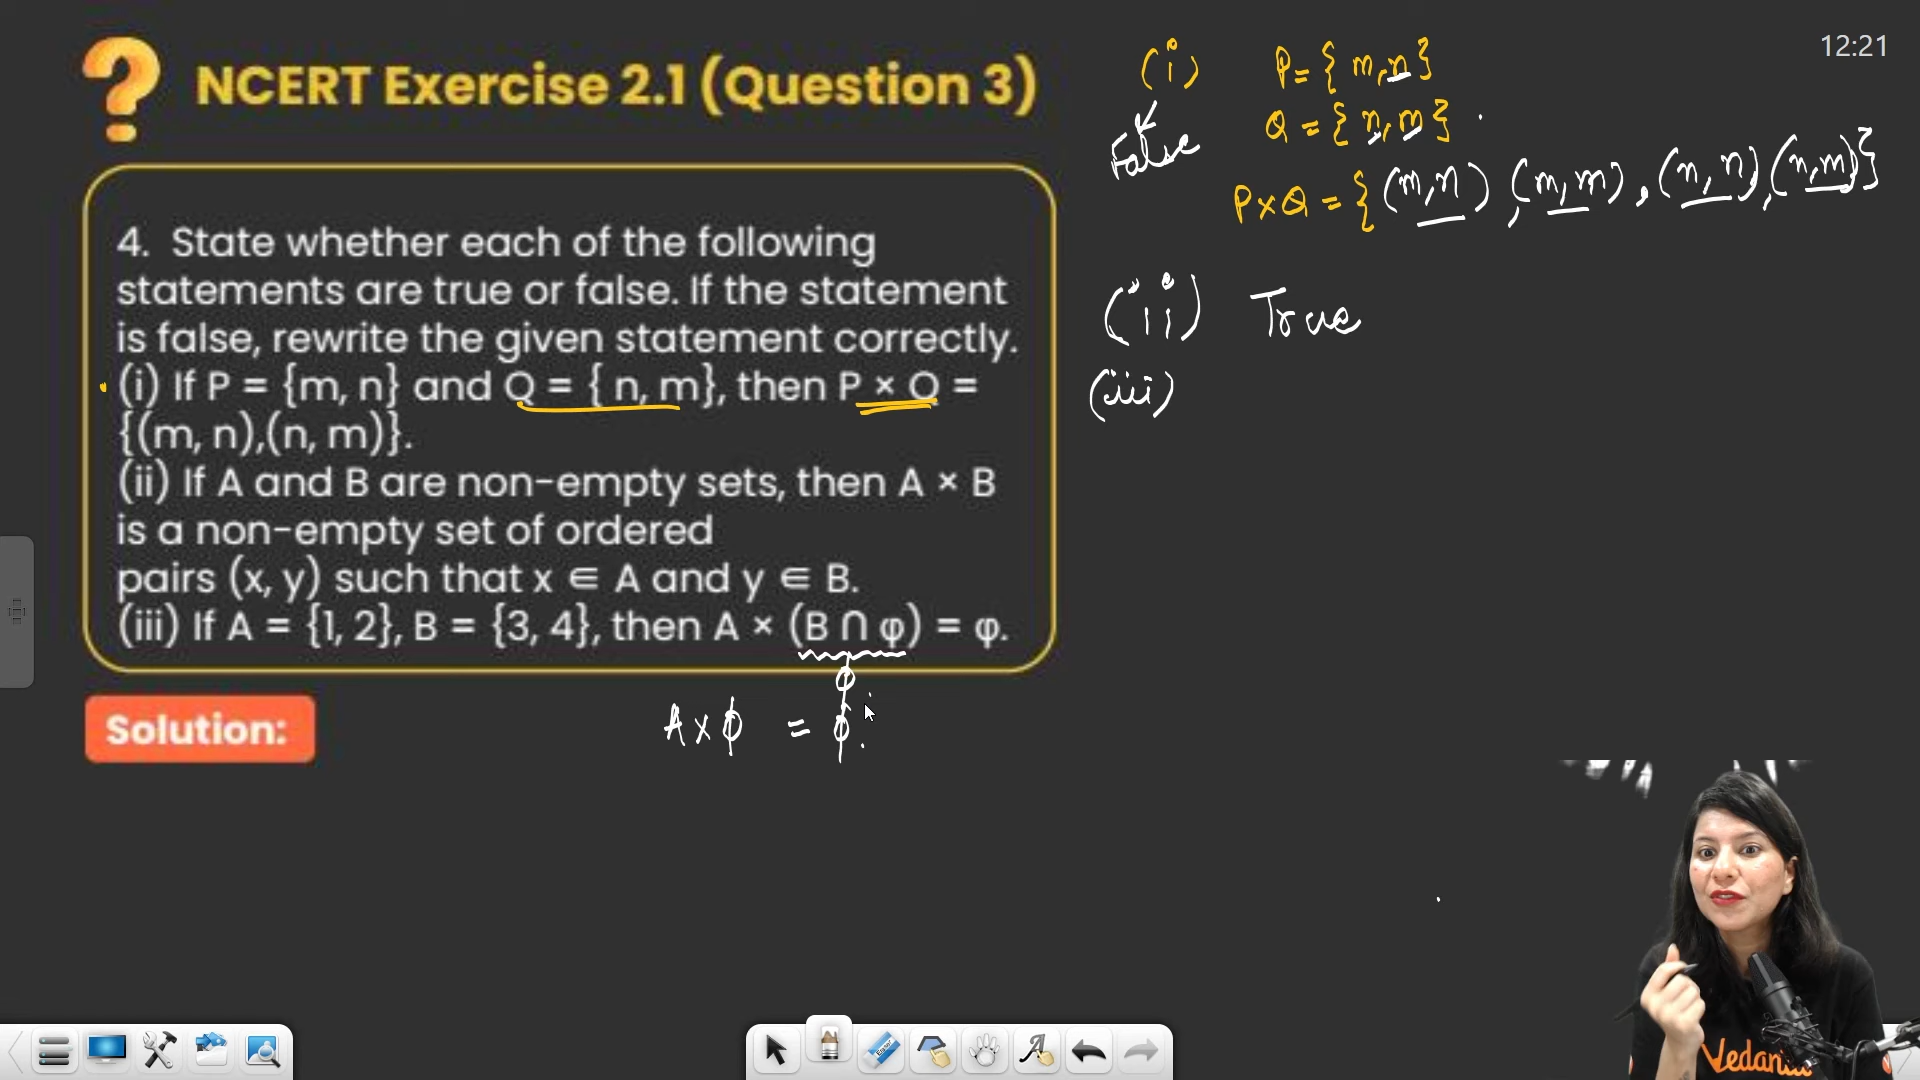 12:21
NCERT Exercise 2.1 (Question 3)
4. State whether each of the following
statements are true or false. If the statement
is false, rewrite the given statement correctly.
(i) If P = {m, n} and Q = { n, m}, then P × Q =
{(m, n),(n, m)}.
(ii) If A and B are non-empty sets, then A × B
is a non-empty set of ordered
pairs (x, y) such that x ∈ A and y ∈ B.
(iii) If A = {1, 2}, B = {3, 4}, then A × (B ∩ φ) = φ.
ϕ
A×ϕ = ϕ.
Solution:
(i) P = {m,n}
False Q = {n,m}
P×Q = {(m,n), (m,m), (n,n), (n,m)}
(ii) True
(iii)
Eraser